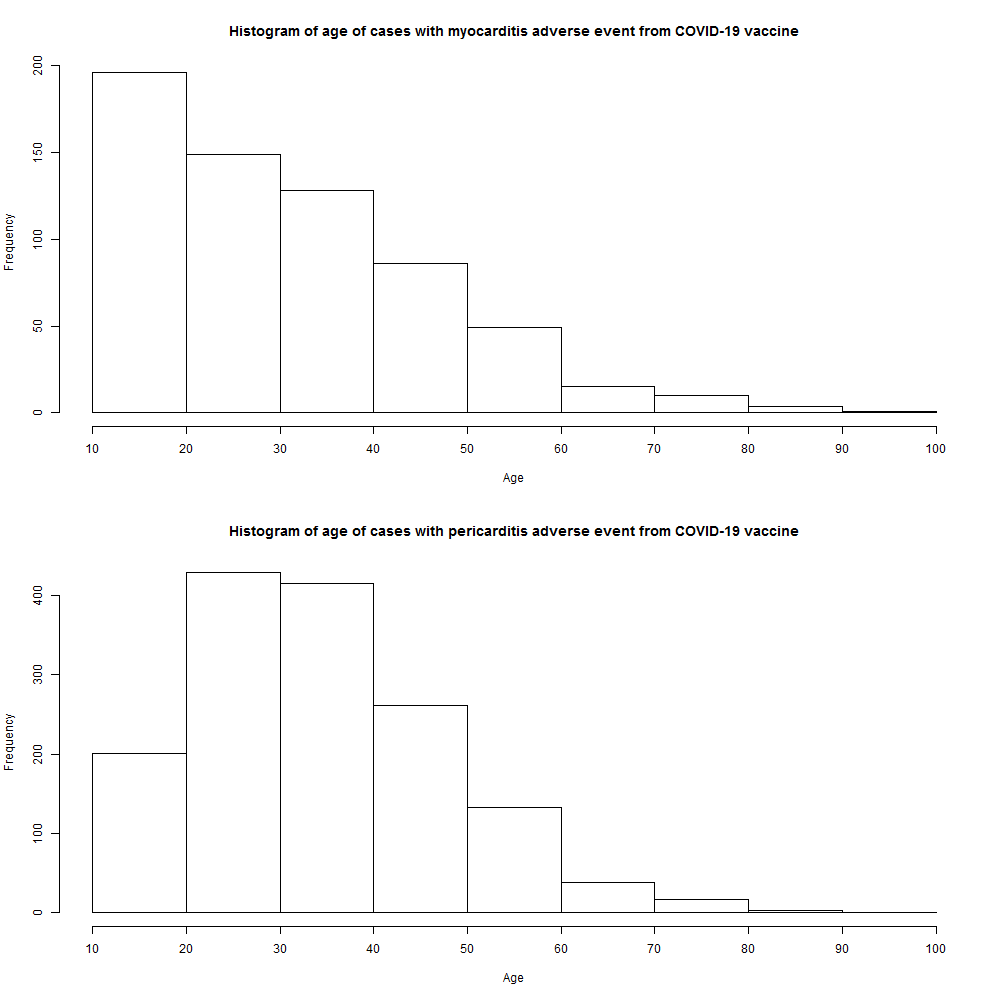 Histogram of age of cases with myocarditis adverse event from COVID-19 vaccine
200
150
100
50
0
Frequency
10 20 30 40 50 60 70 80 90 100
Age
Histogram of age of cases with pericarditis adverse event from COVID-19 vaccine
400
300
200
100
0
Frequency
10 20 30 40 50 60 70 80 90 100
Age